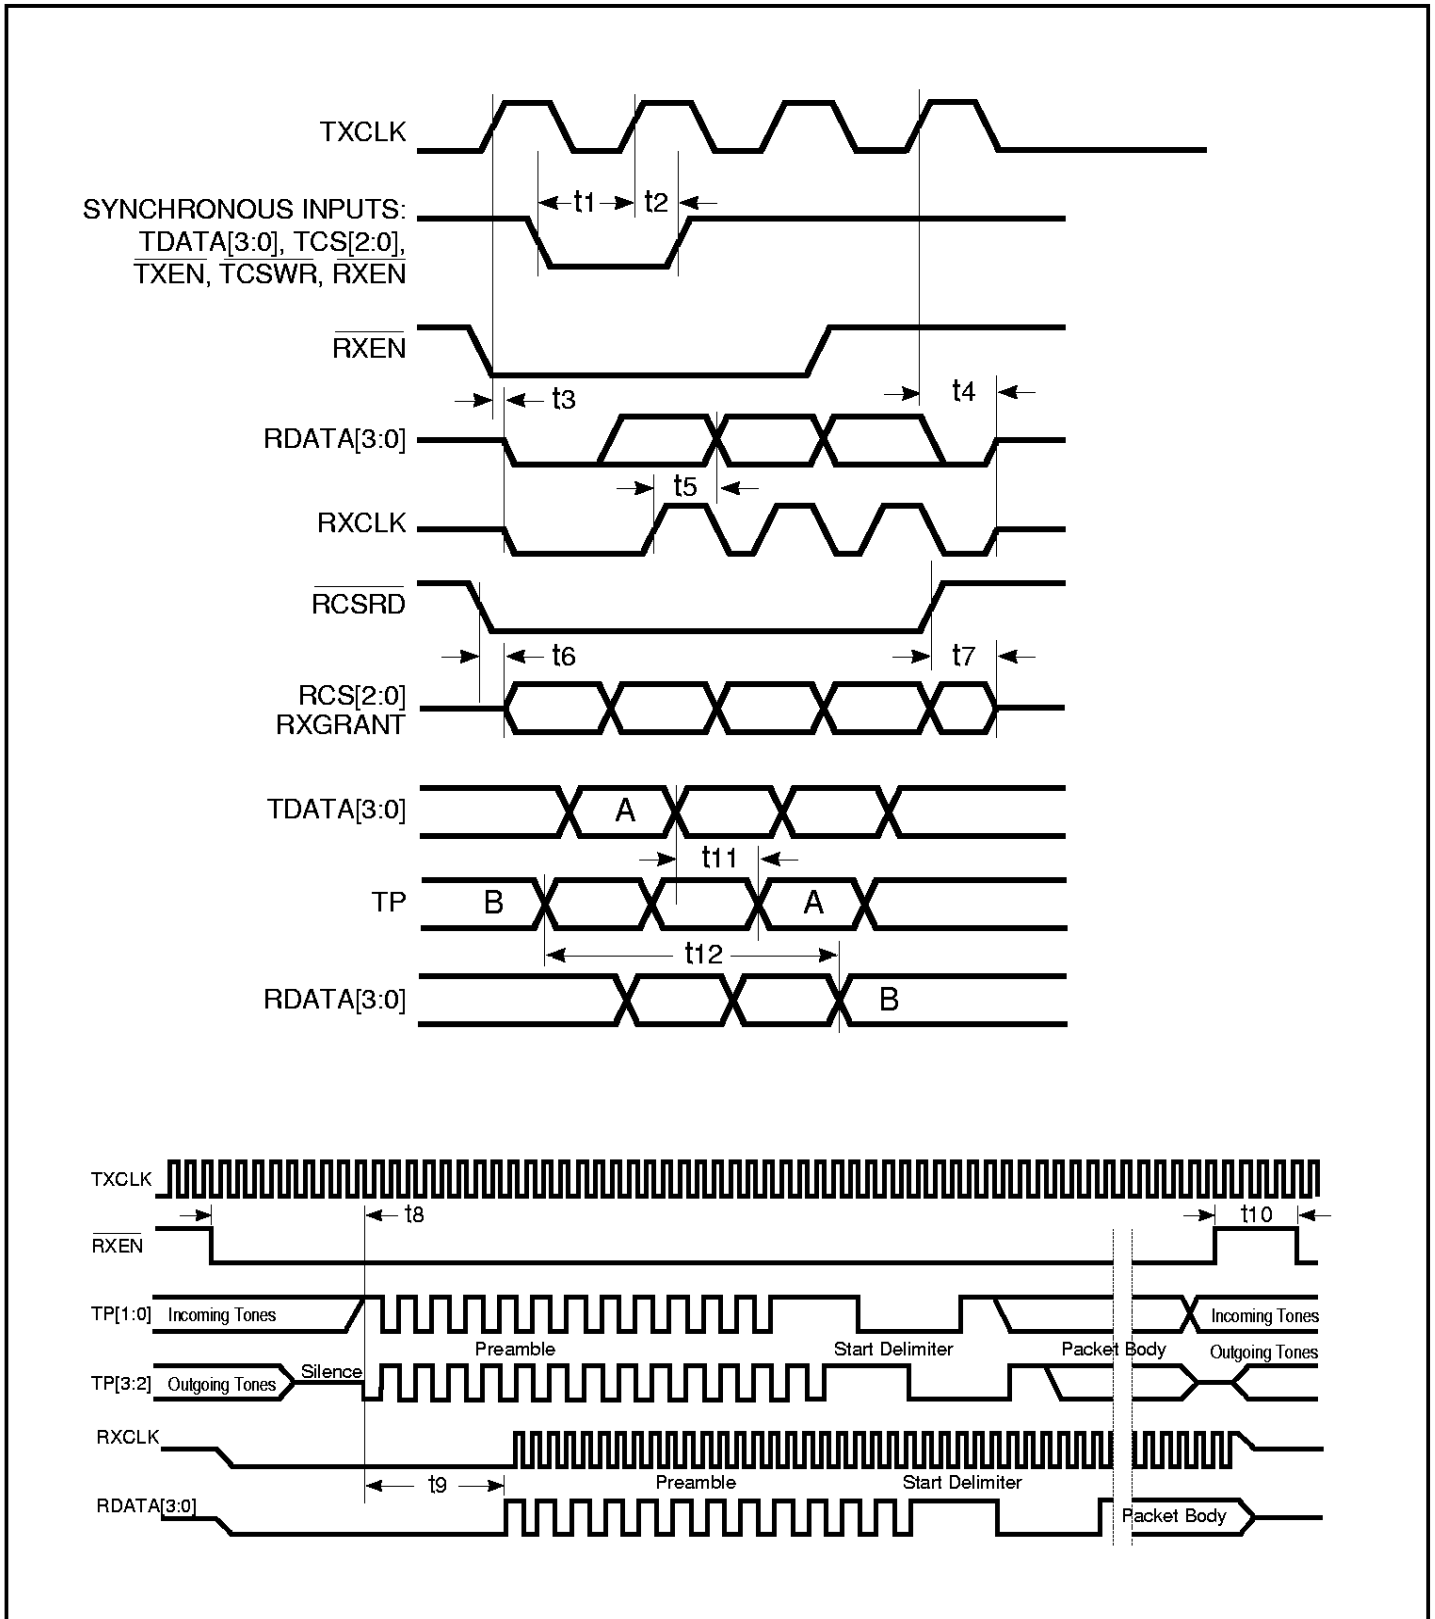 TXCLK
SYNCHRONOUS INPUTS:
TDATA[3:0], TCS[2:0],
TXEN, TCSWR, RXEN
t1
t2
RXEN
t3
t4
RDATA[3:0]
t5
RXCLK
RCSRD
t6
t7
RCS[2:0]
RXGRANT
TDATA[3:0]
A
t11
TP
B
A
t12
RDATA[3:0]
B
TXCLK
t8
t10
RXEN
TP[1:0]
Incoming Tones
Incoming Tones
Preamble
Start Delimiter
Packet Body
Outgoing Tones
Silence
TP[3:2]
Outgoing Tones
RXCLK
t9
Preamble
Start Delimiter
RDATA[3:0]
Packet Body